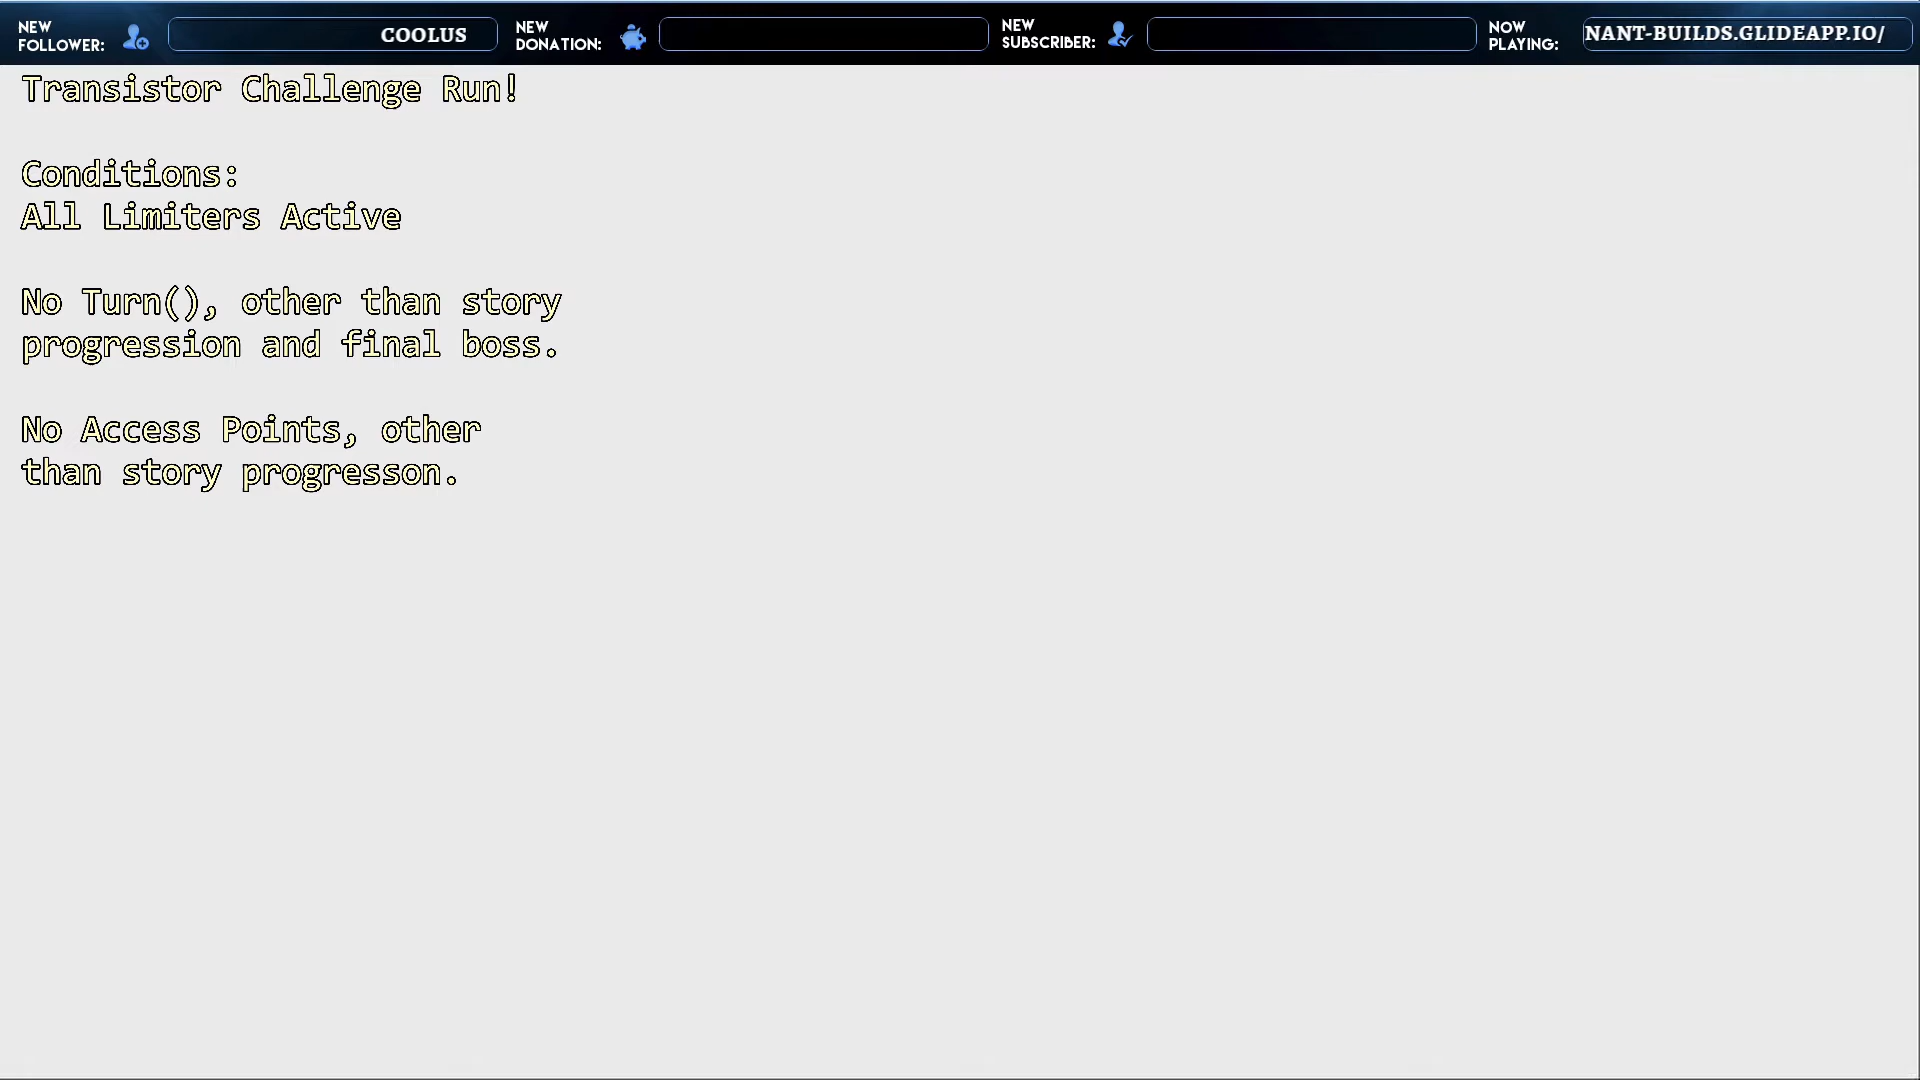 NEW
FOLLOWER:
COOLUS
NEW
DONATION:
NEW
SUBSCRIBER:
NOW
PLAYING:
NANT-BUILDS.GLIDEAPP.IO/
Transistor Challenge Run!
Conditions:
All Limiters Active
No Turn(), other than story
progression and final boss.
No Access Points, other
than story progresson.